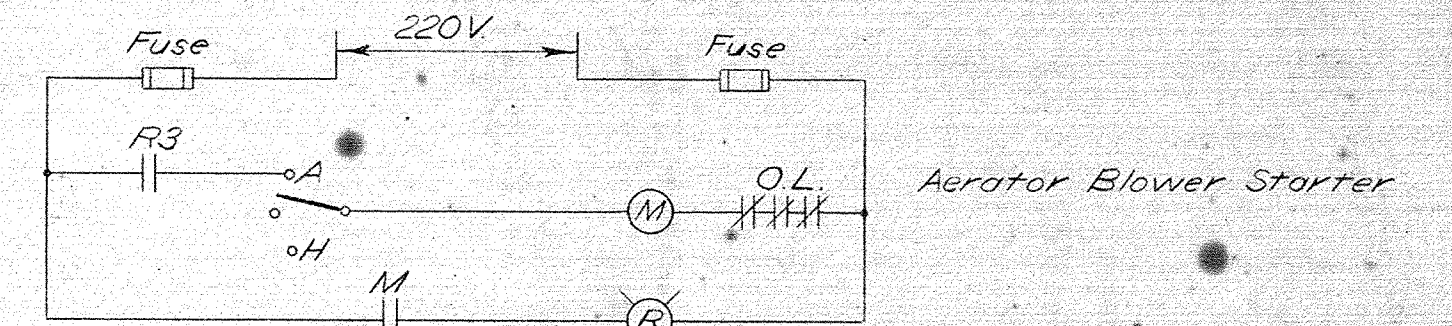 220V
Fuse
Fuse
R3
A
O.L.
Aerator Blower Starter
M
H
M
R